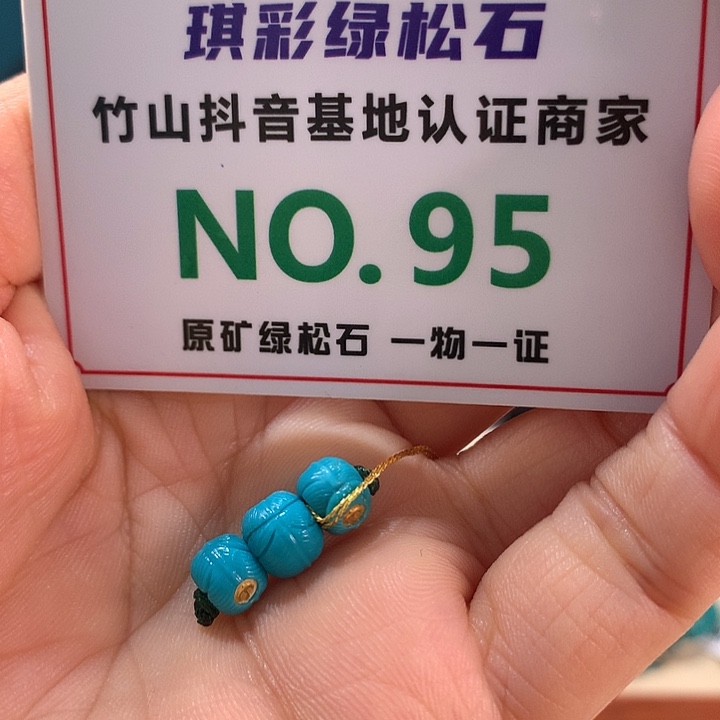 琪彩绿松石
竹山抖音基地认证商家
NO.95
原矿绿松石 一物一证